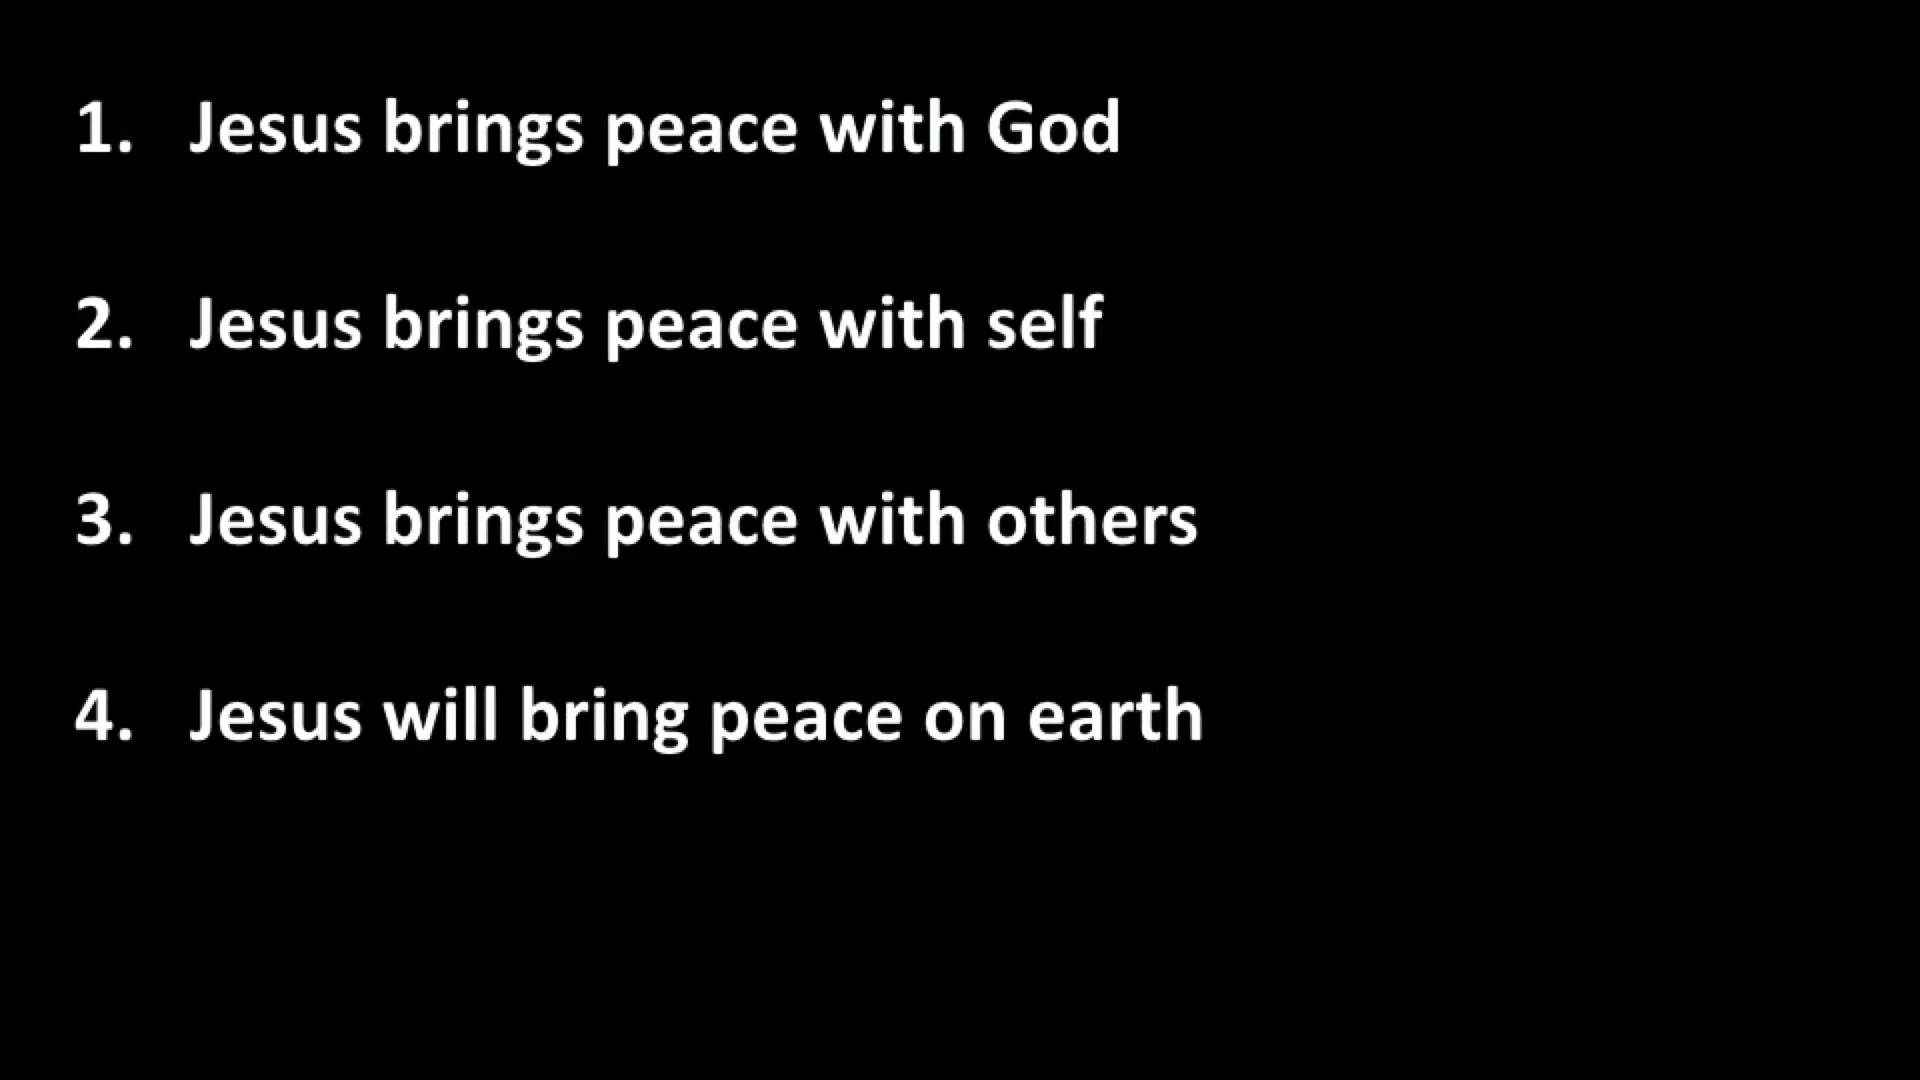 1. Jesus brings peace with God
2. Jesus brings peace with self
3. Jesus brings peace with others
4. Jesus will bring peace on earth